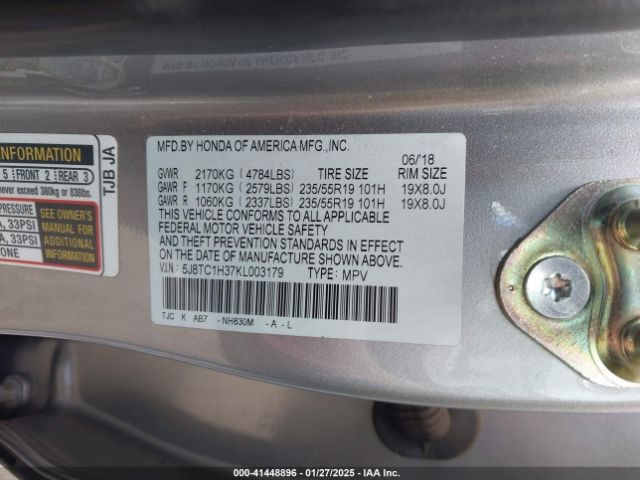 MFD.BY HONDA OF AMERICA MFG.,INC.
06/18
GVWR 2170KG (4784LBS) TIRE SIZE RIM SIZE
GAWR F 1170KG (2579LBS) 235/55R19 101H 19X8.0J
GAWR R 1060KG (2337LBS) 235/55R19 101H 19X8.0J
THIS VEHICLE CONFORMS TO ALL APPLICABLE
FEDERAL MOTOR VEHICLE SAFETY
AND THEFT PREVENTION STANDARDS IN EFFECT
ON THE DATE OF MANUFACTURE SHOWN ABOVE.
V.I.N: 5J8TC1H37KL003179 TYPE: MPV
TJC K AB7 -NH830M -A -L
INFORMATION
5 FRONT 2 REAR 3
never exceed 380kg or 838lbs.
PRESSURE
A, 33PSI
A, 33PSI
ONE
SEE OWNER'S
MANUAL FOR
ADDITIONAL
INFORMATION
TJB JA
DATE: 41448896 | 01/27/2025 | IAA Inc.